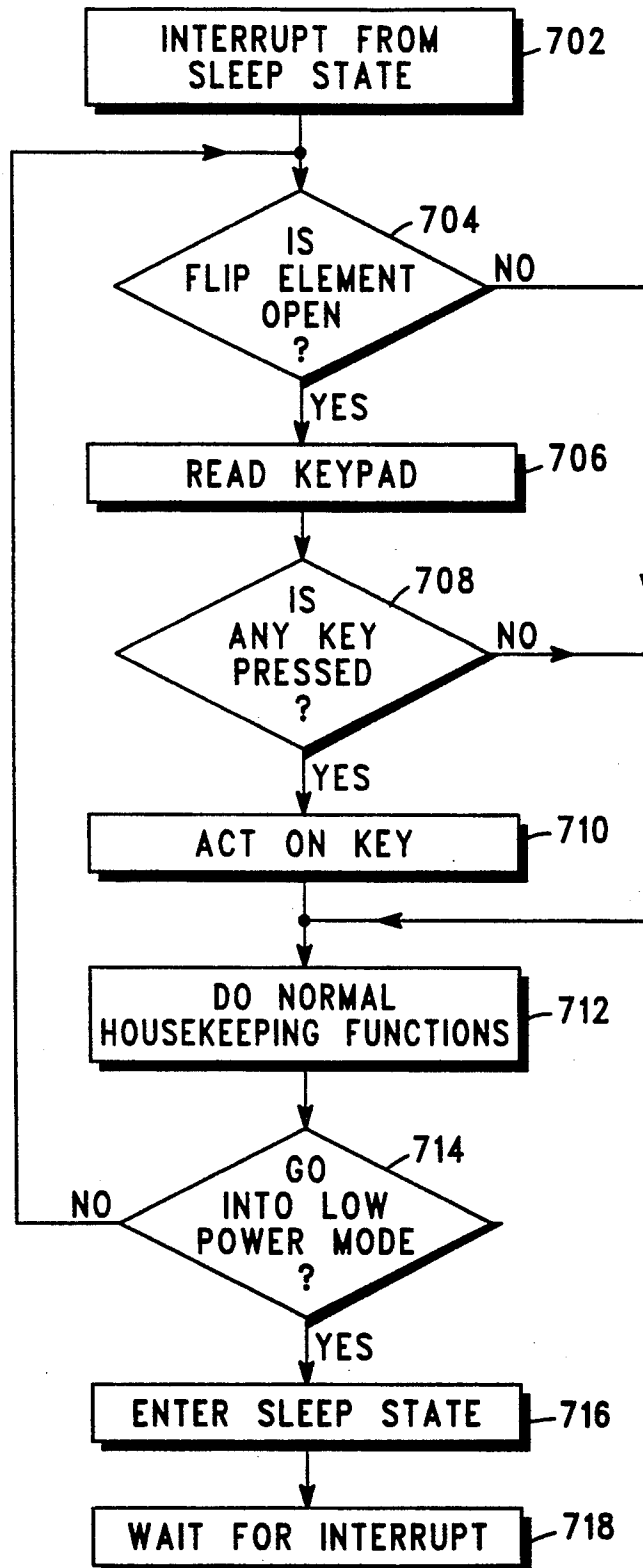 INTERRUPT FROM
SLEEP STATE
702
IS
FLIP ELEMENT
OPEN
?
704
NO
YES
READ KEYPAD
706
IS
ANY KEY
PRESSED
?
708
NO
YES
ACT ON KEY
710
DO NORMAL
HOUSEKEEPING FUNCTIONS
712
GO
INTO LOW
POWER MODE
?
714
NO
YES
ENTER SLEEP STATE
716
WAIT FOR INTERRUPT
718